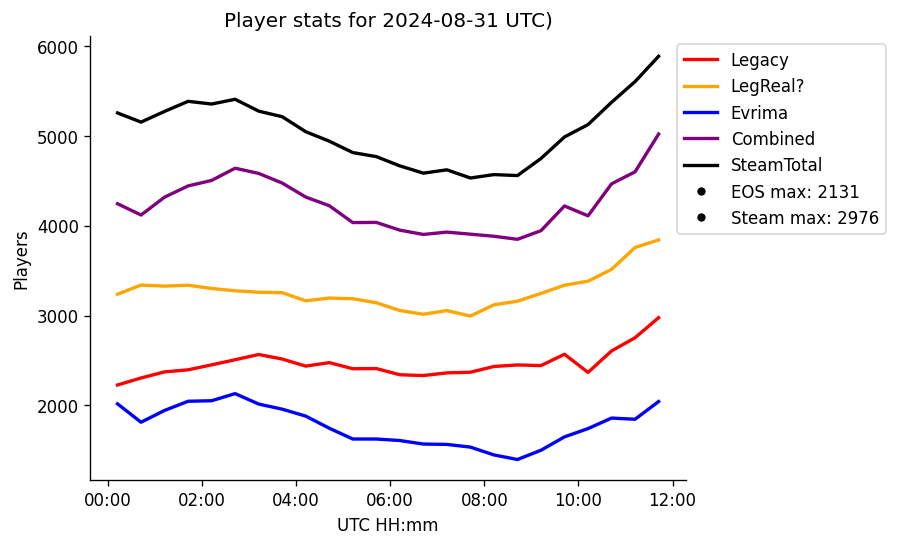 Player stats for 2024-08-31 UTC)
6000
5000
4000
3000
2000
Players
00:00 02:00 04:00 06:00 08:00 10:00 12:00
UTC HH:mm
Legacy
LegReal?
Evrima
Combined
SteamTotal
EOS max: 2131
Steam max: 2976